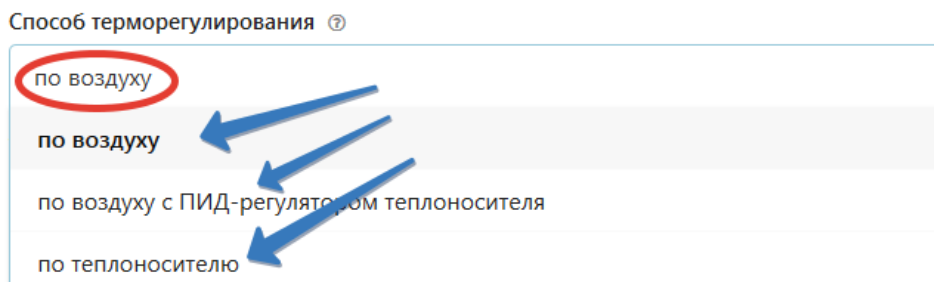 Способ терморегулирования ?
по воздуху
по воздуху
по воздуху с ПИД-регулятором теплоносителя
по теплоносителю